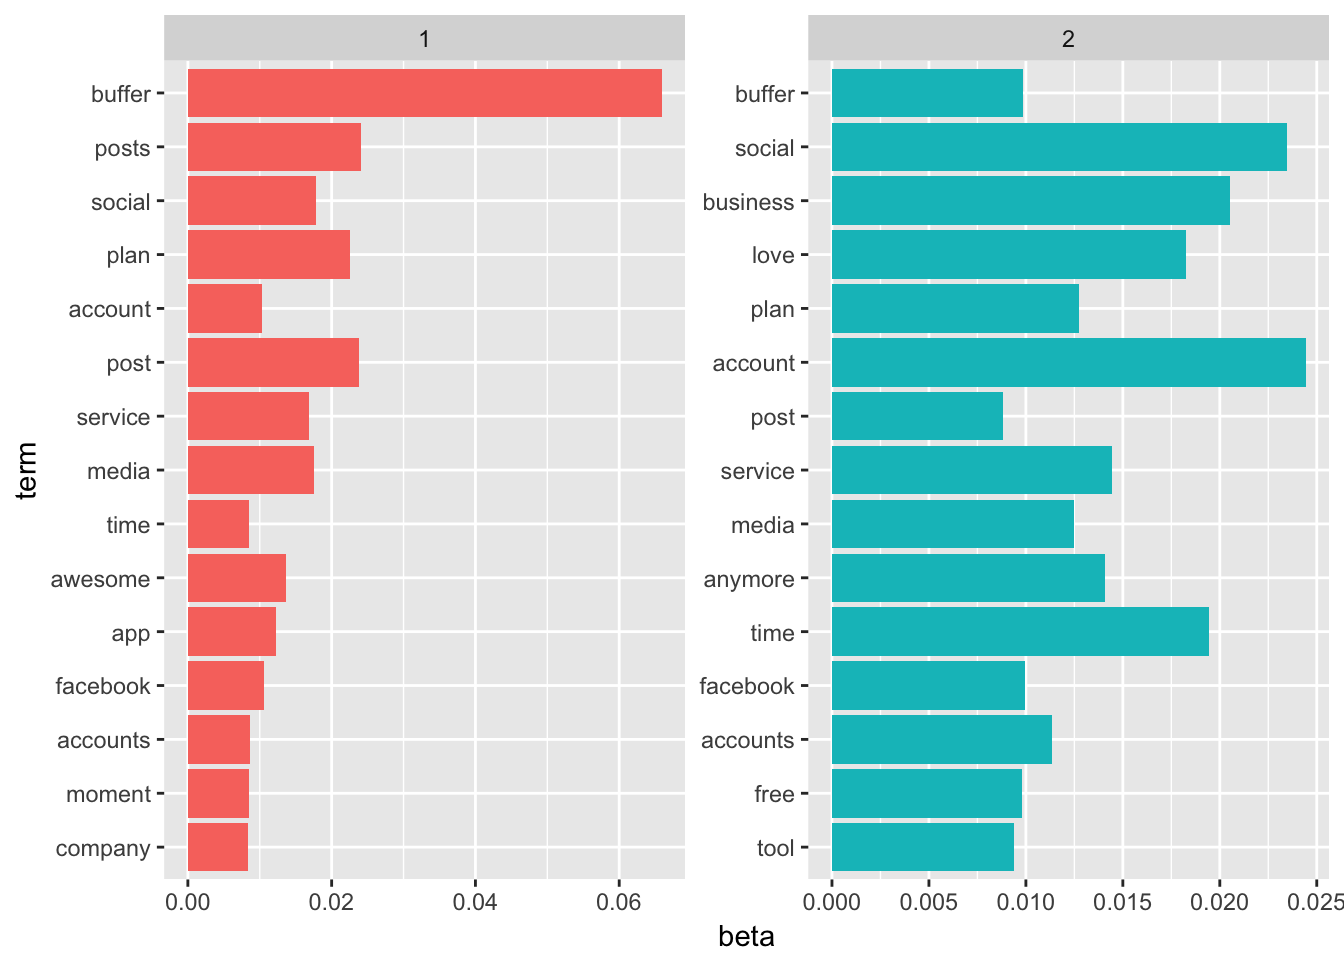 1
buffer
posts
social
plan
account
post
service
media
time
awesome
app
facebook
accounts
moment
company
0.00 0.02 0.04 0.06
2
buffer
social
business
love
plan
account
post
service
media
anymore
time
facebook
accounts
free
tool
0.000 0.005 0.010 0.015 0.020 0.025
term
beta